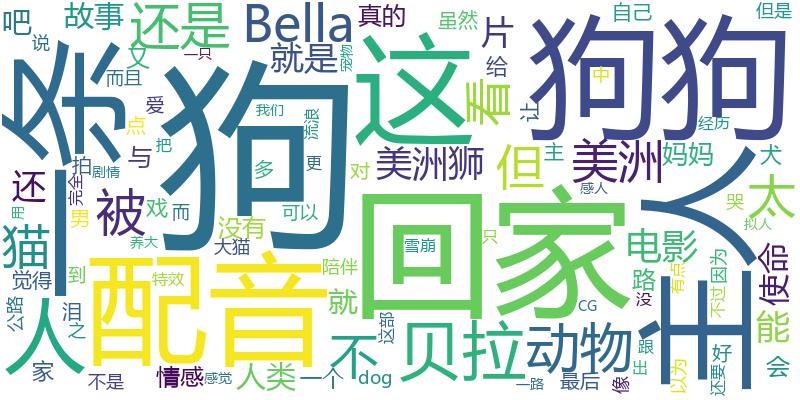 吧
故事
还是
Bella
真的
虽然
片
自己
但是
说
而且
又
一只
就是
宠物
给
狗狗
一条
狗
这
看
让
中
爱
点
我们
流浪
经历
与
把
多
更
对
美洲狮
但
主
美洲
妈妈
犬
拍
剧情
还
完全
被
太
主人
感人
哭
用
男
戏
而
没有
可以
回家
只
拟人
猫
养大
大猫
雪崩
陪伴
电影
使命
觉得
到
配音
特效
路
没
有点
不过
因为
公路
泪
之
就
这部
CG
能
人
不
贝拉
动物
出
跟
以为
还要
好
会
家
不是
情感
感觉
人类
一个
dog
一路
最后
像